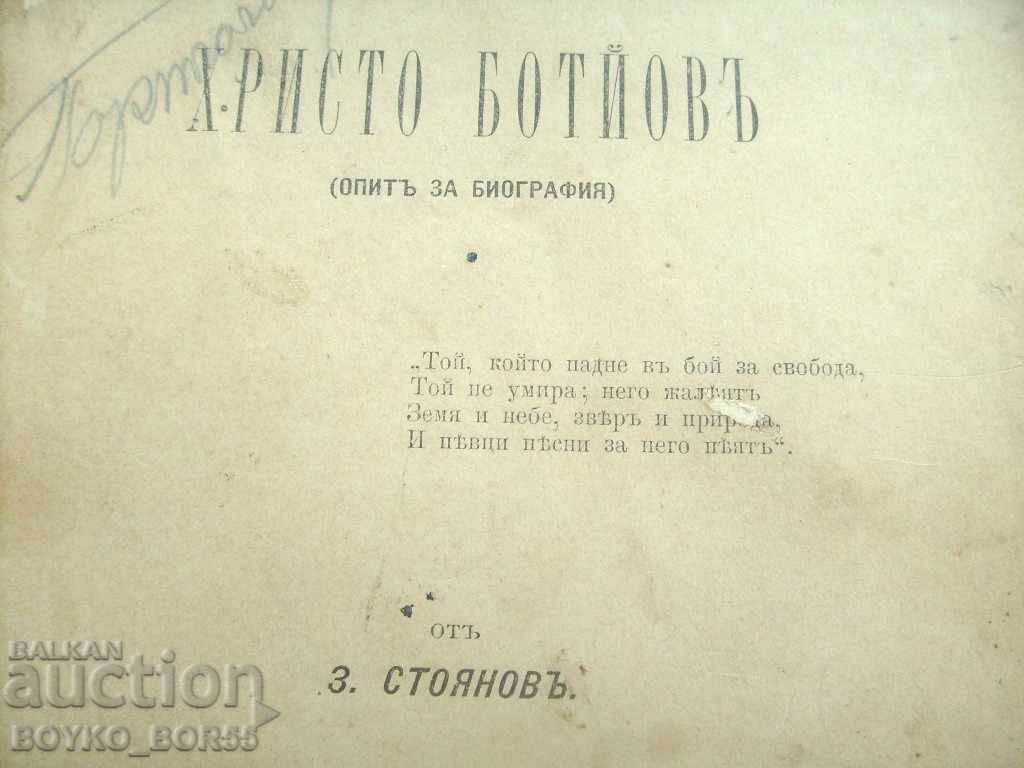 ХРИСТО БОТЙОВЪ
(ОПИТЪ ЗА БИОГРАФИЯ)
„Той, който падне въ бой за свобода,
Той не умира; него жалѣятъ
Земя и небе, звѣръ и природа,
И пѣвци пѣсни за него пѣятъ“.
отъ
З. СТОЯНОВЪ.
BALKAN
auction
BOYKO_BOR55